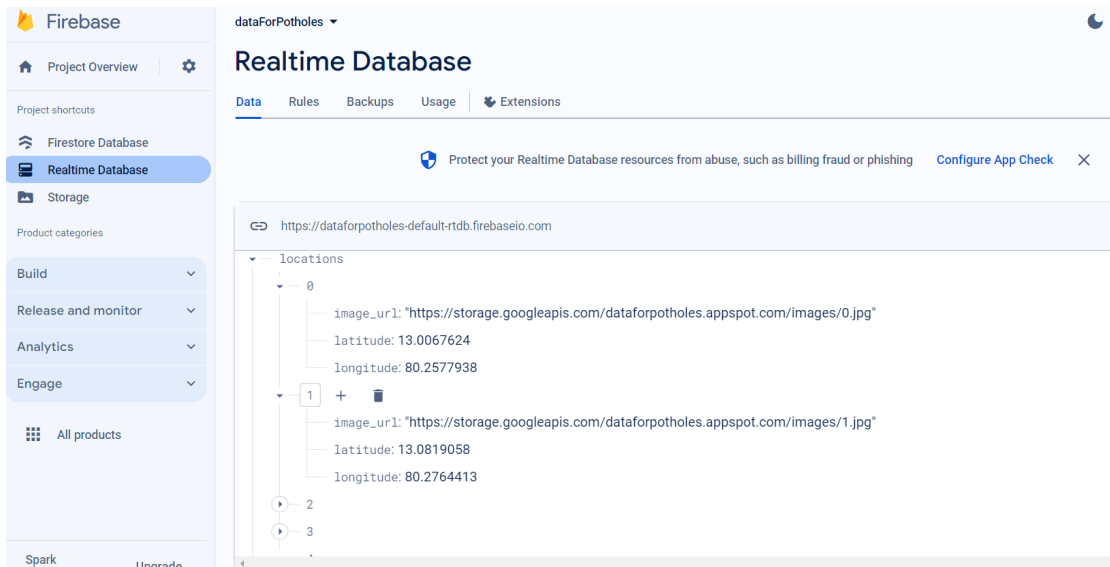 Firebase
Project Overview
Project shortcuts
Firestore Database
Realtime Database
Storage
Product categories
Build
Release and monitor
Analytics
Engage
All products
Spark
Upgrade
dataForPotholes
Realtime Database
Data Rules Backups Usage Extensions
Protect your Realtime Database resources from abuse, such as billing fraud or phishing Configure App Check
https://dataforpotholes-default-rtdb.firebaseio.com
locations
0
image_url: "https://storage.googleapis.com/dataforpotholes.appspot.com/images/0.jpg"
latitude: 13.0067624
longitude: 80.2577938
1
image_url: "https://storage.googleapis.com/dataforpotholes.appspot.com/images/1.jpg"
latitude: 13.0819058
longitude: 80.2764413
2
3